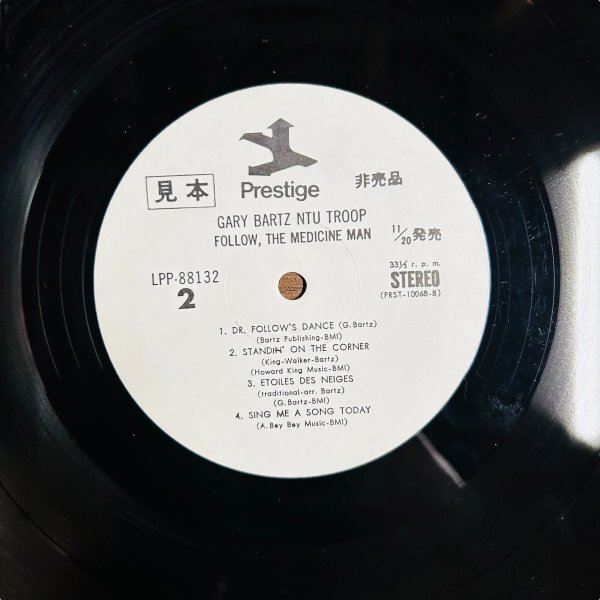 見本
Prestige
非売品
GARY BARTZ NTU TROOP
FOLLOW, THE MEDICINE MAN
11/20発売
LPP-88132
2
33⅓ r. p. m.
STEREO
(PRST-10068-B)
1. DR. FOLLOW'S DANCE (G. Bartz)
(Bartz Publishing-BMI)
2. STANDIN' ON THE CORNER
(King-Walker-Bartz)
(Howard King Music-BMI)
3. ETOILES DES NEIGES
(traditional-arr. Bartz)
(G. Bartz-BMI)
4. SING ME A SONG TODAY
(A. Bey Bey Music-BMI)